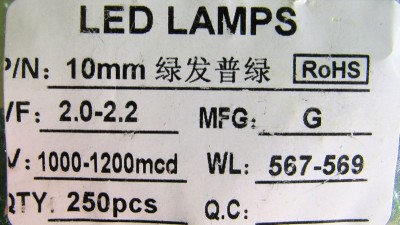 LED LAMPS
P/N: 10mm 绿发普绿 RoHS
VF: 2.0-2.2 MFG: G
V: 1000-1200mcd WL: 567-569
QTY. 250pcs Q.C: